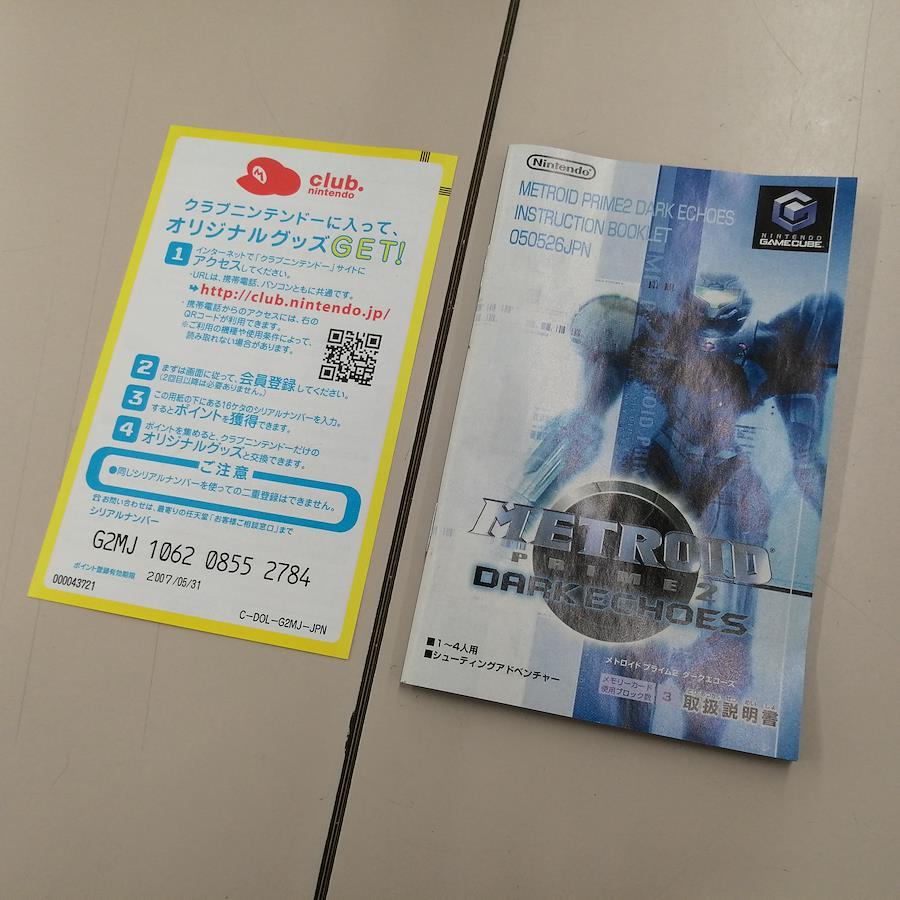 club.
nintendo
クラブニンテンドーに入って、
オリジナルグッズGET!
1 インターネットで「クラブニンテンドー」サイトに
アクセスしてください。
・URLは、携帯電話、パソコンともに共通です。
http://club.nintendo.jp/
・携帯電話からのアクセスには、右の
QRコードが利用できます。
※ご利用の機種や使用条件によって、
読み取れない場合があります。
2 まずは画面に従って、会員登録してください。
(2回目以降は必要ありません。)
3 この用紙の下にある16ケタのシリアルナンバーを入力。
するとポイントを獲得できます。
4 ポイントを集めると、クラブニンテンドーだけの
オリジナルグッズと交換できます。
ご注意
●同じシリアルナンバーを使っての二重登録はできません。
お問い合わせは、最寄りの任天堂「お客様ご相談窓口」まで
シリアルナンバー
G2MJ 1062 0855 2784
ポイント登録有効期限 2007/05/31
000043721
C-DOL-G2MJ-JPN
Nintendo
METROID PRIME2 DARK ECHOES
INSTRUCTION BOOKLET
050526JPN
NINTENDO
GAMECUBE
METROID
PRIME 2
DARK ECHOES
■1〜4人用
■シューティングアドベンチャー
メトロイド プライム2 ダークエコーズ
メモリーカード
使用ブロック数 3
取扱説明書